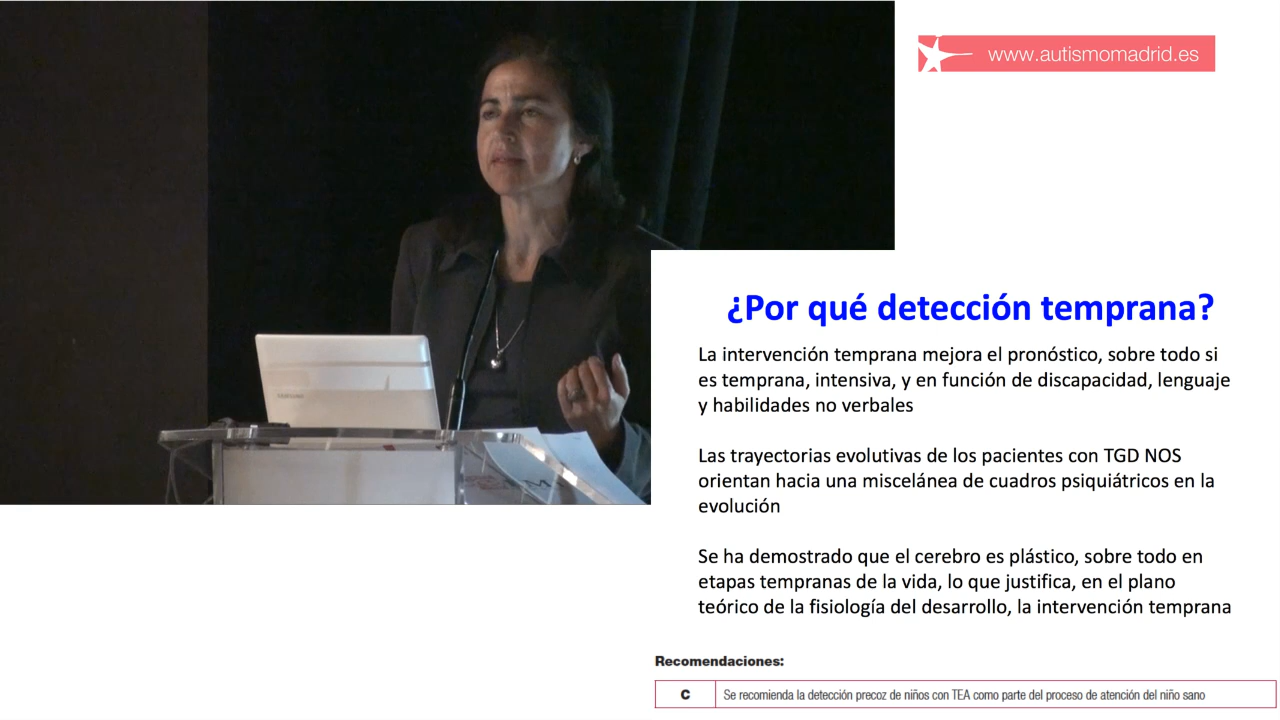 www.autismomadrid.es
¿Por qué detección temprana?
La intervención temprana mejora el pronóstico, sobre todo si
es temprana, intensiva, y en función de discapacidad, lenguaje
y habilidades no verbales
Las trayectorias evolutivas de los pacientes con TGD NOS
orientan hacia una miscelánea de cuadros psiquiátricos en la
evolución
Se ha demostrado que el cerebro es plástico, sobre todo en
etapas tempranas de la vida, lo que justifica, en el plano
teórico de la fisiología del desarrollo, la intervención temprana
Recomendaciones:
C Se recomienda la detección precoz de niños con TEA como parte del proceso de atención del niño sano